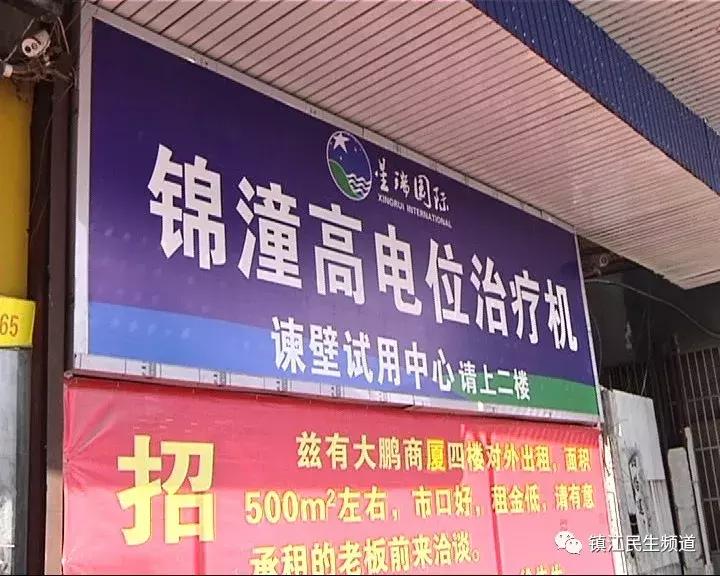 星瑞国际
XINGRUI INTERNATIONAL
锦潼高电位治疗机
谏壁试用中心请上二楼
65
招
兹有大鹏商厦四楼对外出租,面积
500m²左右,市口好,租金低,请有意
承租的老板前来洽谈。
镇江民生频道